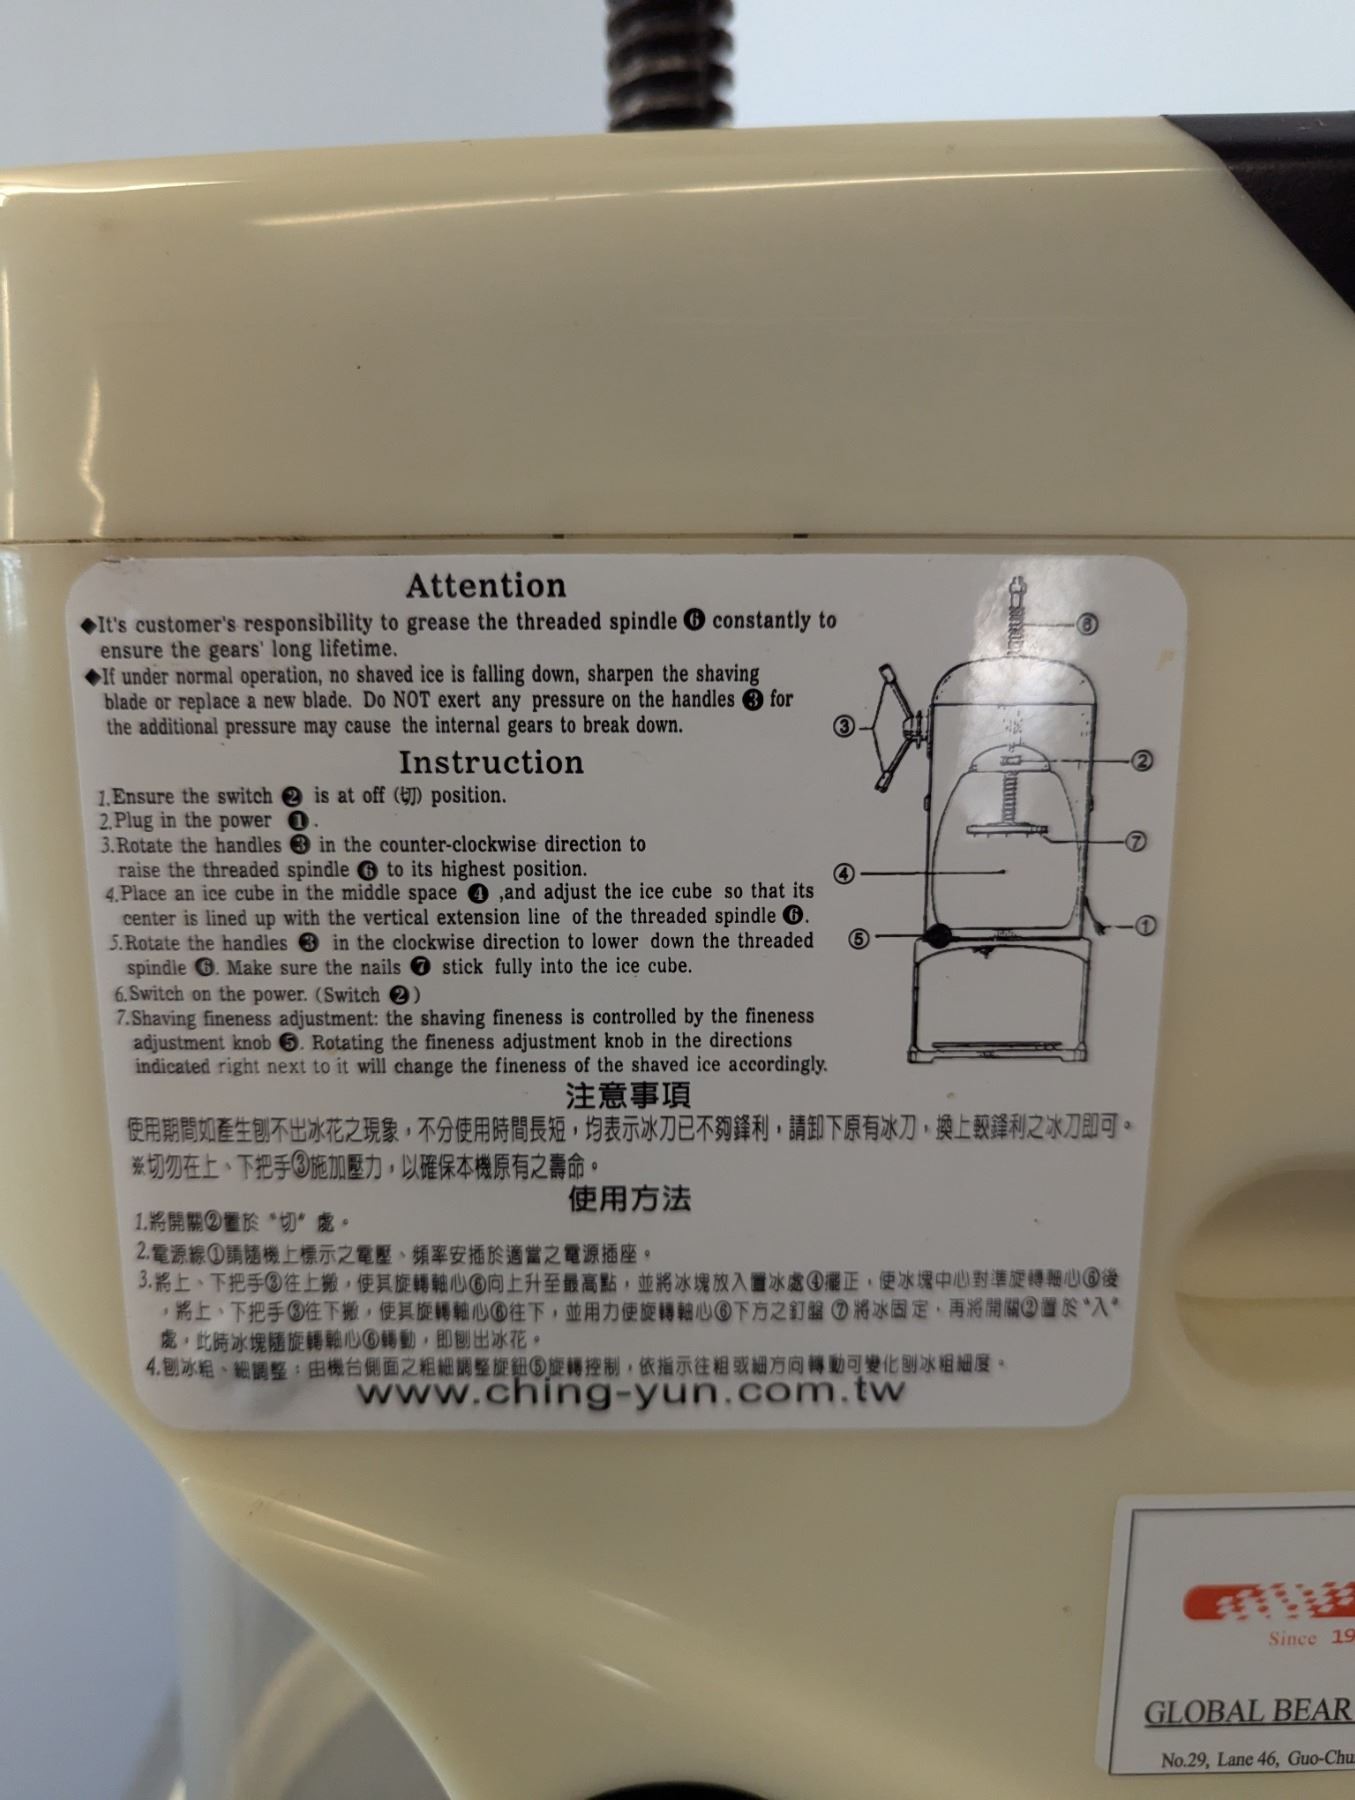 Attention
◆It's customer's responsibility to grease the threaded spindle ❻ constantly to
ensure the gears' long lifetime.
◆If under normal operation, no shaved ice is falling down, sharpen the shaving
blade or replace a new blade. Do NOT exert any pressure on the handles ❸ for
the additional pressure may cause the internal gears to break down.
Instruction
1.Ensure the switch ❷ is at off (切) position.
2.Plug in the power ❶.
3.Rotate the handles ❸ in the counter-clockwise direction to
raise the threaded spindle ❻ to its highest position.
4.Place an ice cube in the middle space ❹ ,and adjust the ice cube so that its
center is lined up with the vertical extension line of the threaded spindle ❻.
5.Rotate the handles ❸ in the clockwise direction to lower down the threaded
spindle ❻. Make sure the nails ❼ stick fully into the ice cube.
6.Switch on the power. (Switch ❷)
7.Shaving fineness adjustment: the shaving fineness is controlled by the fineness
adjustment knob ❺. Rotating the fineness adjustment knob in the directions
indicated right next to it will change the fineness of the shaved ice accordingly.
⑥
③
②
⑦
④
①
⑤
注意事項
使用期間如產生刨不出冰花之現象，不分使用時間長短，均表示冰刀已不夠鋒利，請卸下原有冰刀，換上較鋒利之冰刀即可。
※切勿在上、下把手③施加壓力，以確保本機原有之壽命。
使用方法
1.將開關②置於“切”處。
2.電源線①請隨機上標示之電壓、頻率安插於適當之電源插座。
3.將上、下把手③往上搬，使其旋轉軸心⑥向上升至最高點，並將冰塊放入置冰處④擺正，使冰塊中心對準旋轉軸心⑥後
，將上、下把手③往下搬，使其旋轉軸心⑥往下，並用力使旋轉軸心⑥下方之釘盤⑦將冰固定，再將開關②置於“入”
處，此時冰塊隨旋轉軸心⑥轉動，即刨出冰花。
4.刨冰粗、細調整：由機台側面之粗細調整旋鈕⑤旋轉控制，依指示往粗或細方向轉動可變化刨冰粗細度。
www.ching-yun.com.tw
Since 19
GLOBAL BEAR
No.29, Lane 46, Guo-Chu